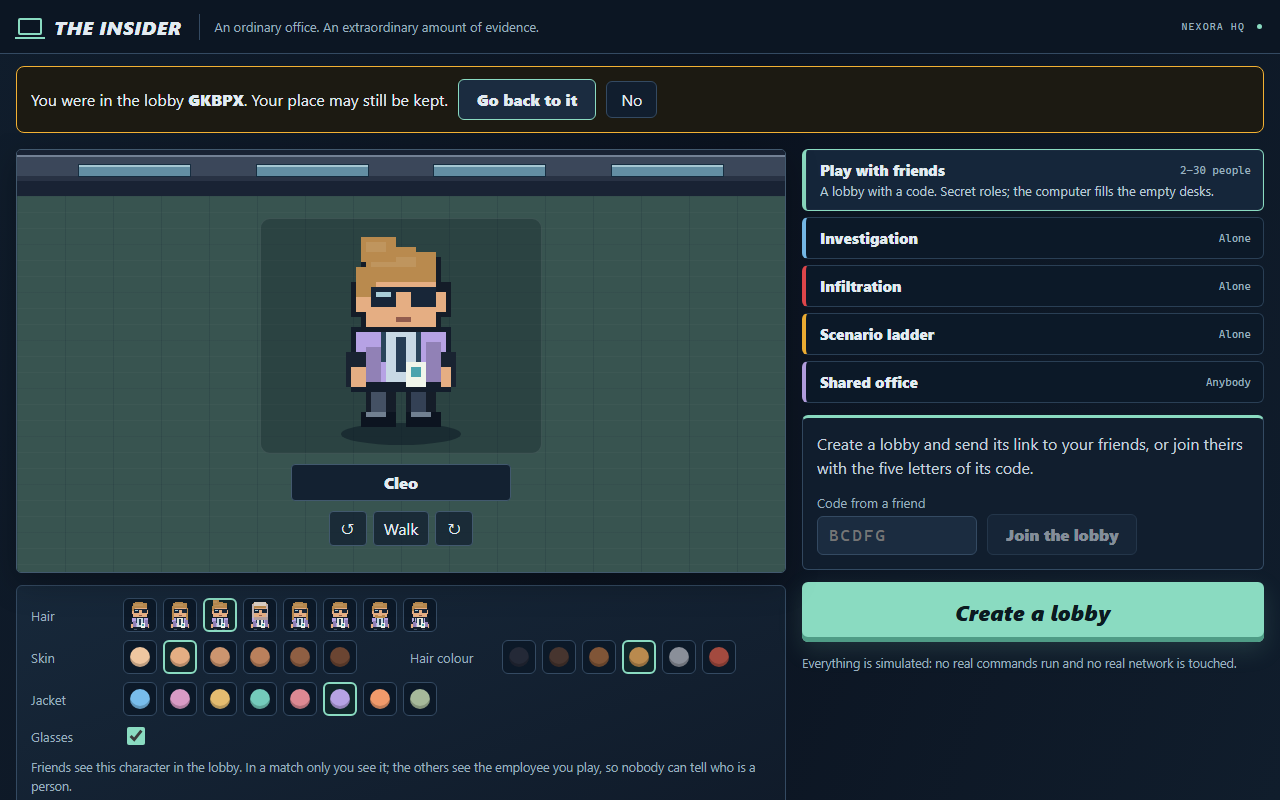 THE INSIDER
An ordinary office. An extraordinary amount of evidence.
NEXORA HQ
You were in the lobby GKBPX. Your place may still be kept.
Go back to it
No
Cleo
↺
Walk
↻
Hair
Skin
Hair colour
Jacket
Glasses
Friends see this character in the lobby. In a match only you see it; the others see the employee you play, so nobody can tell who is a
person.
Play with friends
2–30 people
A lobby with a code. Secret roles; the computer fills the empty desks.
Investigation
Alone
Infiltration
Alone
Scenario ladder
Alone
Shared office
Anybody
Create a lobby and send its link to your friends, or join theirs
with the five letters of its code.
Code from a friend
BCDFG
Join the lobby
Create a lobby
Everything is simulated: no real commands run and no real network is touched.